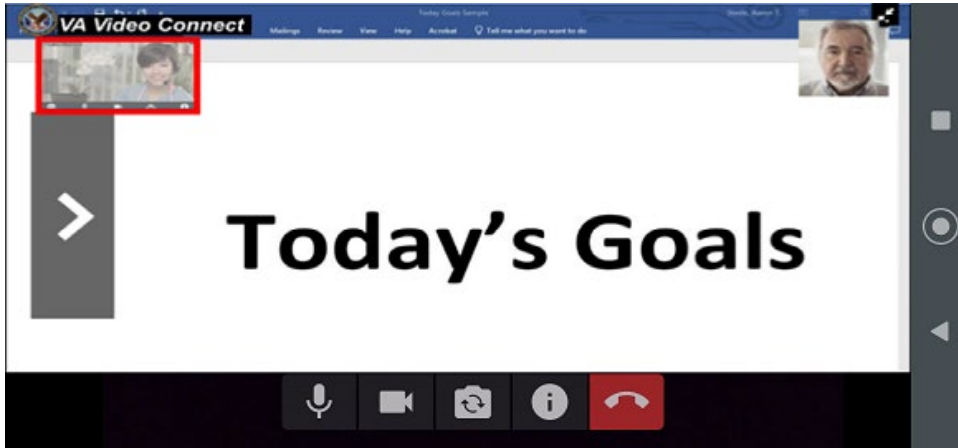 Today Goals Sample
VA Video Connect
Mailings Review View Help Acrobat Tell me what you want to do
Today’s Goals